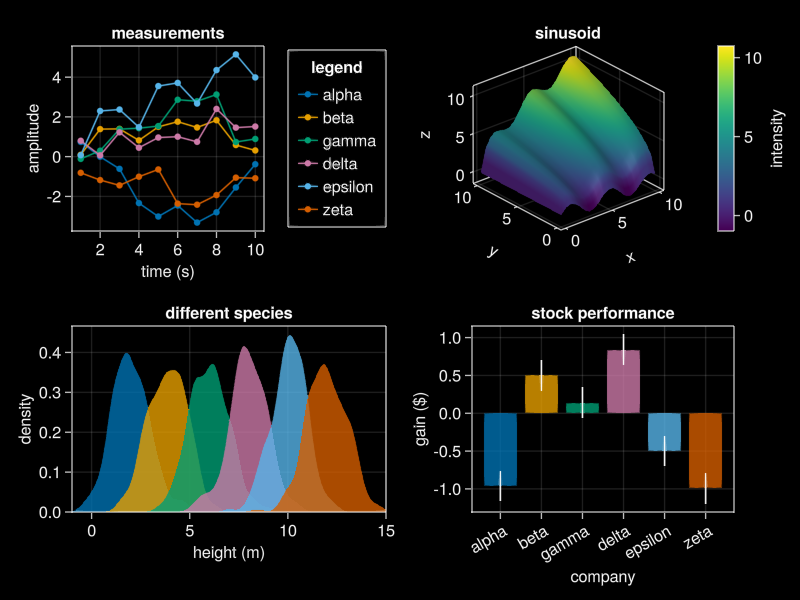 measurements
amplitude
4
2
0
-2
2
4
6
8
10
time (s)
legend
alpha
beta
gamma
delta
epsilon
zeta
sinusoid
z
10
5
0
10
5
0
y
0
5
10
x
10
5
0
intensity
different species
density
0.4
0.3
0.2
0.1
0.0
0
5
10
15
height (m)
stock performance
gain ($)
1.0
0.5
0.0
-0.5
-1.0
alpha
beta
gamma
delta
epsilon
zeta
company